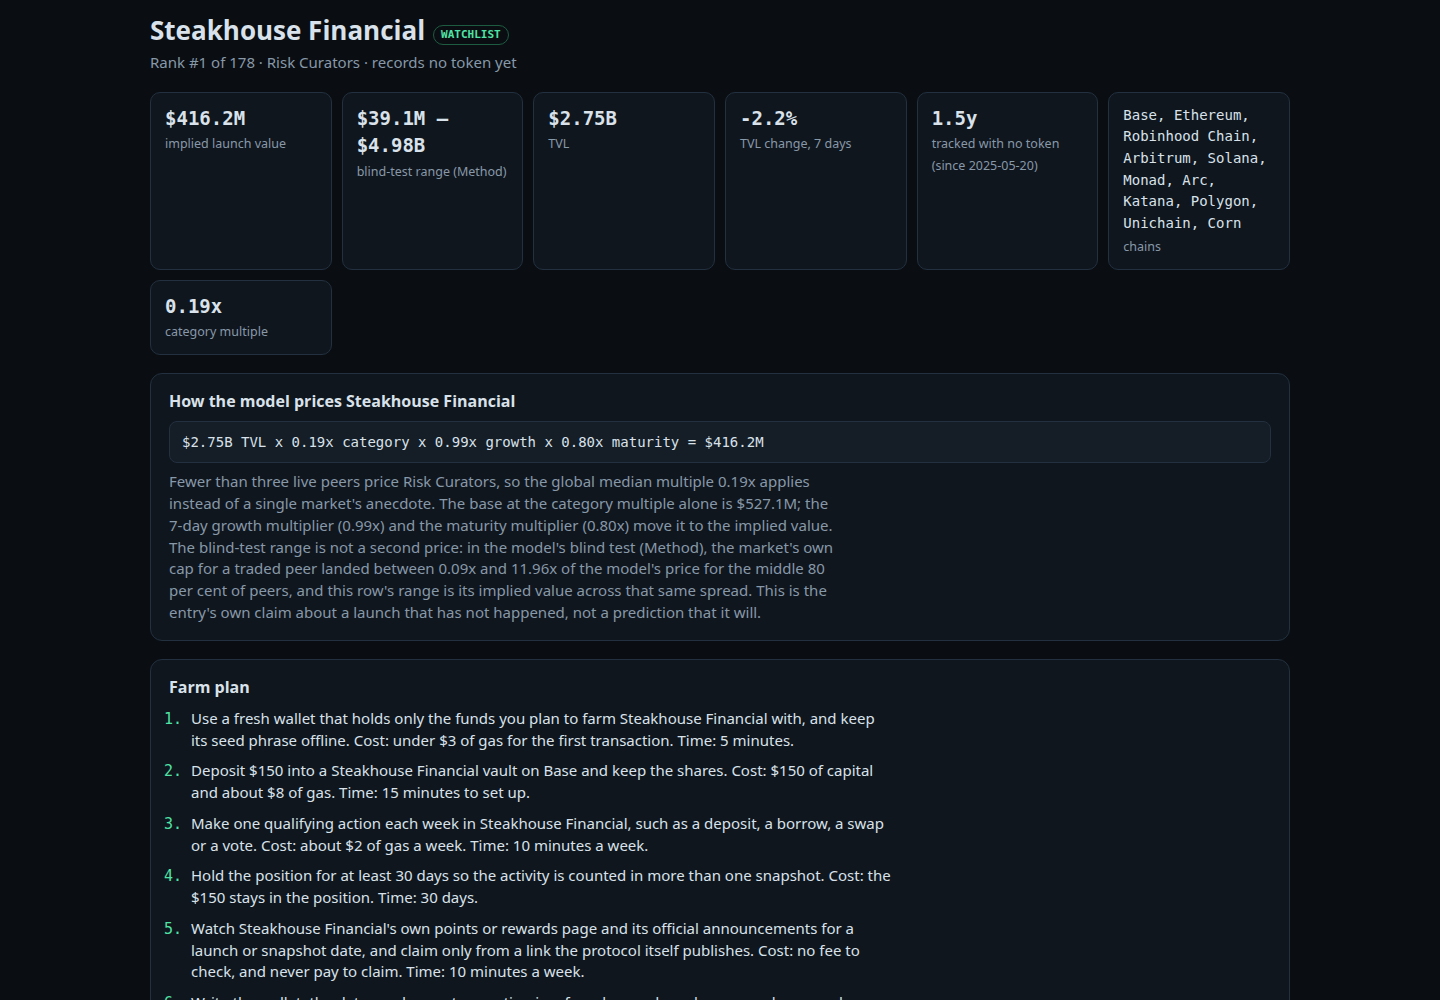 Steakhouse Financial WATCHLIST
Rank #1 of 178 · Risk Curators · records no token yet
$416.2M
implied launch value
$39.1M —
$4.98B
blind-test range (Method)
$2.75B
TVL
-2.2%
TVL change, 7 days
1.5y
tracked with no token
(since 2025-05-20)
Base, Ethereum,
Robinhood Chain,
Arbitrum, Solana,
Monad, Arc,
Katana, Polygon,
Unichain, Corn
chains
0.19x
category multiple
How the model prices Steakhouse Financial
$2.75B TVL x 0.19x category x 0.99x growth x 0.80x maturity = $416.2M
Fewer than three live peers price Risk Curators, so the global median multiple 0.19x applies
instead of a single market's anecdote. The base at the category multiple alone is $527.1M; the
7-day growth multiplier (0.99x) and the maturity multiplier (0.80x) move it to the implied value.
The blind-test range is not a second price: in the model's blind test (Method), the market's own
cap for a traded peer landed between 0.09x and 11.96x of the model's price for the middle 80
per cent of peers, and this row's range is its implied value across that same spread. This is the
entry's own claim about a launch that has not happened, not a prediction that it will.
Farm plan
1. Use a fresh wallet that holds only the funds you plan to farm Steakhouse Financial with, and keep
its seed phrase offline. Cost: under $3 of gas for the first transaction. Time: 5 minutes.
2. Deposit $150 into a Steakhouse Financial vault on Base and keep the shares. Cost: $150 of capital
and about $8 of gas. Time: 15 minutes to set up.
3. Make one qualifying action each week in Steakhouse Financial, such as a deposit, a borrow, a swap
or a vote. Cost: about $2 of gas a week. Time: 10 minutes a week.
4. Hold the position for at least 30 days so the activity is counted in more than one snapshot. Cost: the
$150 stays in the position. Time: 30 days.
5. Watch Steakhouse Financial's own points or rewards page and its official announcements for a
launch or snapshot date, and claim only from a link the protocol itself publishes. Cost: no fee to
check, and never pay to claim. Time: 10 minutes a week.